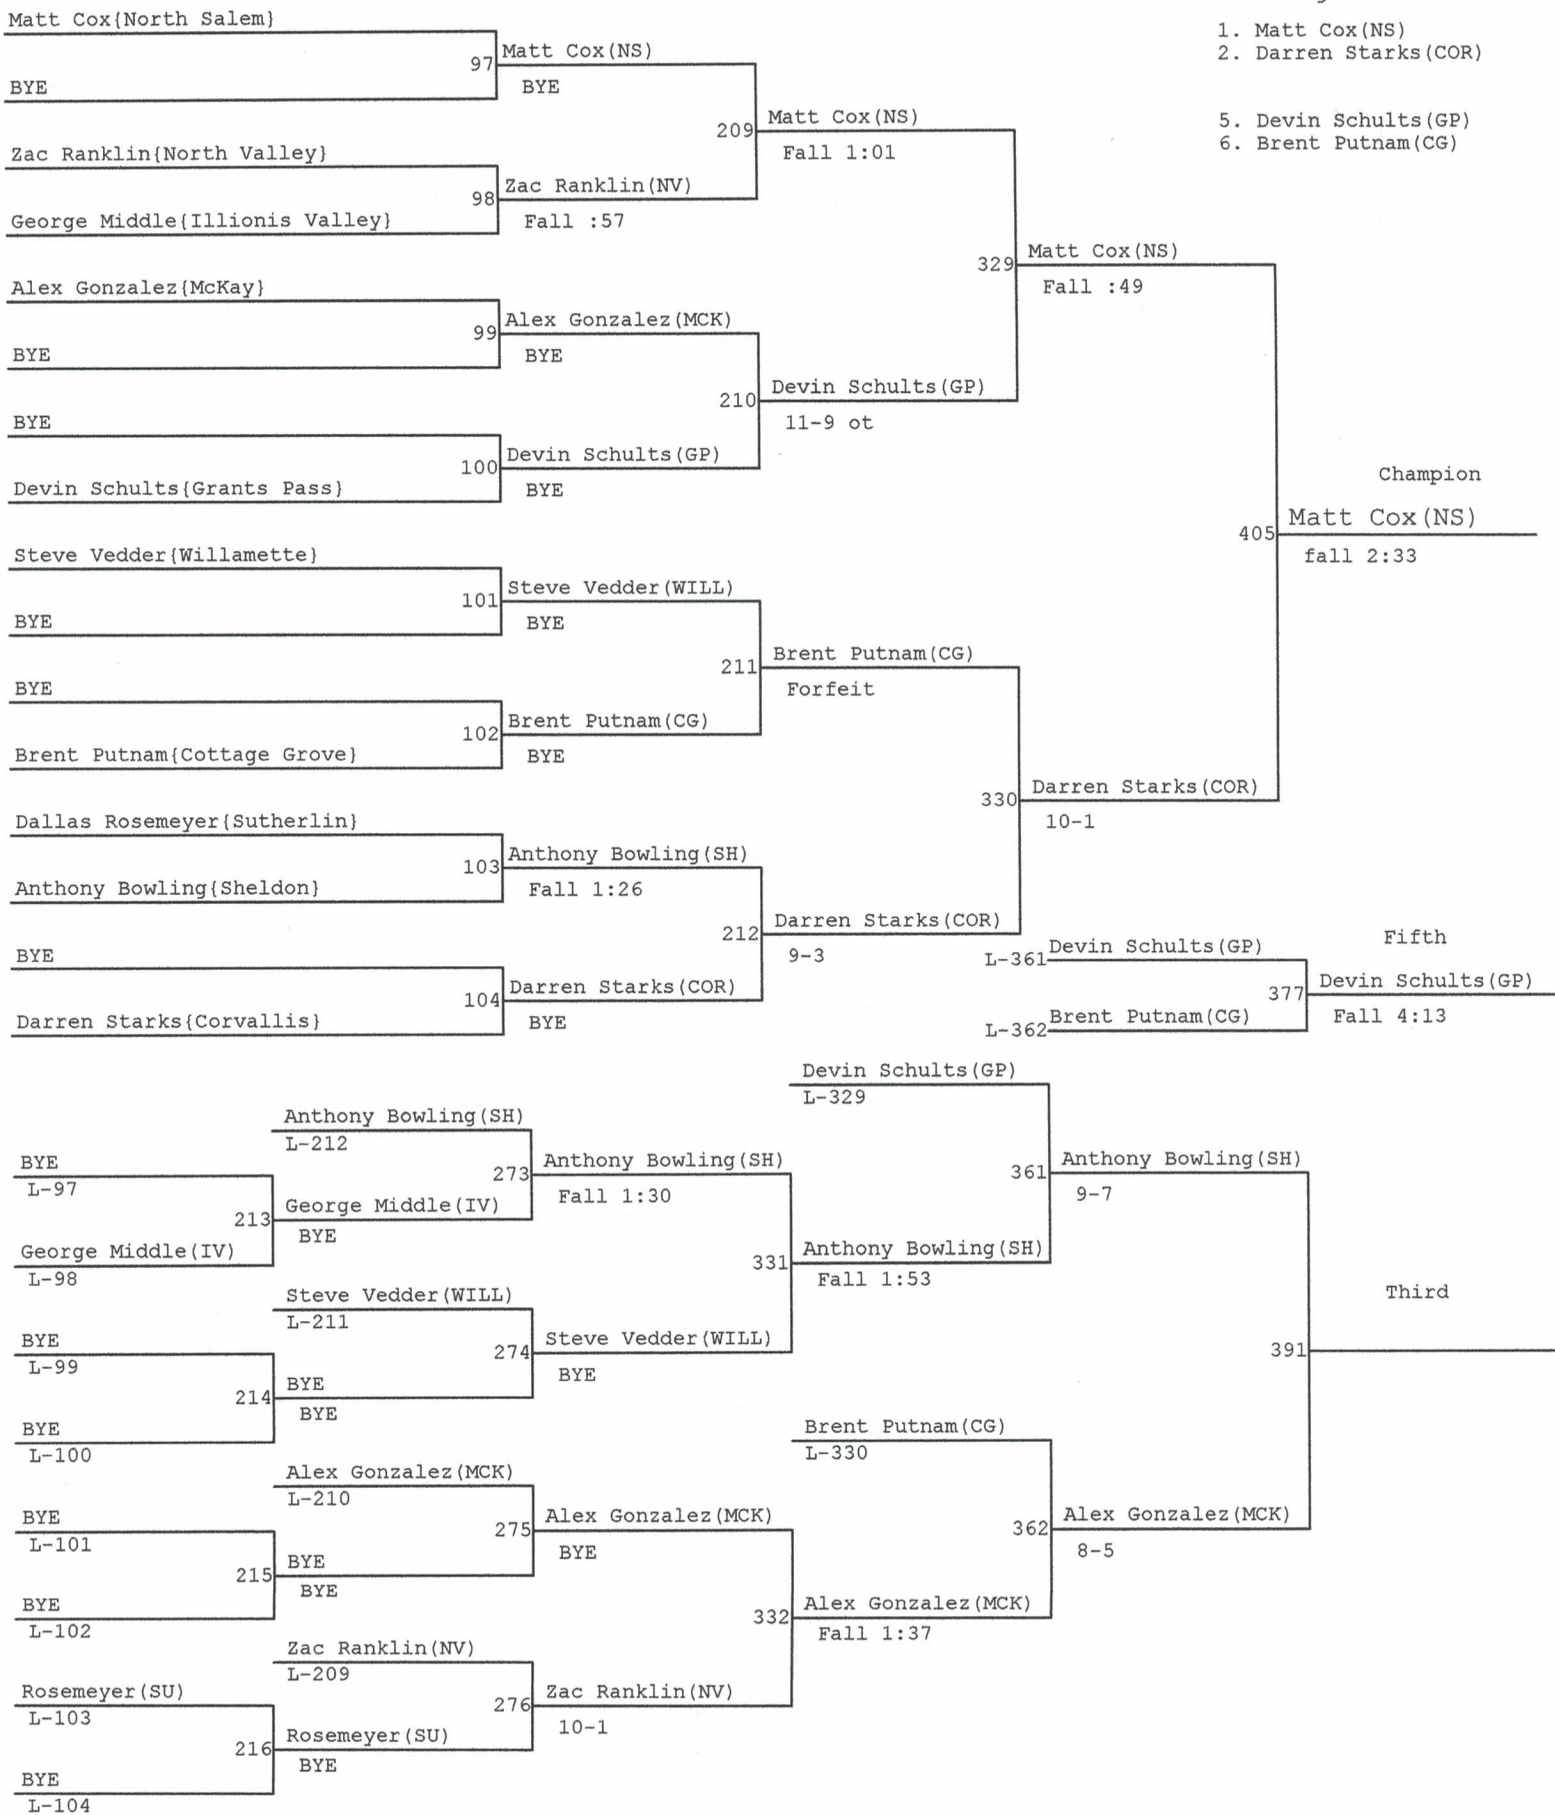 1. Matt Cox(NS)
2. Darren Starks(COR)
5. Devin Schults(GP)
6. Brent Putnam(CG)
Matt Cox{North Salem}
97
BYE
Matt Cox(NS)
BYE
Zac Ranklin{North Valley}
98
George Middle{Illionis Valley}
Zac Ranklin(NV)
Fall :57
209
Matt Cox(NS)
Fall 1:01
Alex Gonzalez{McKay}
99
BYE
Alex Gonzalez(MCK)
BYE
BYE
100
Devin Schults{Grants Pass}
Devin Schults(GP)
BYE
210
Devin Schults(GP)
11-9 ot
329
Matt Cox(NS)
Fall :49
Steve Vedder{Willamette}
101
BYE
Steve Vedder(WILL)
BYE
BYE
102
Brent Putnam{Cottage Grove}
Brent Putnam(CG)
BYE
211
Brent Putnam(CG)
Forfeit
Dallas Rosemeyer{Sutherlin}
103
Anthony Bowling{Sheldon}
Anthony Bowling(SH)
Fall 1:26
BYE
104
Darren Starks{Corvallis}
Darren Starks(COR)
BYE
212
Darren Starks(COR)
9-3
330
Darren Starks(COR)
10-1
Champion
405
Matt Cox(NS)
fall 2:33
Fifth
L-361
Devin Schults(GP)
L-362
Brent Putnam(CG)
377
Devin Schults(GP)
Fall 4:13
Devin Schults(GP)
L-329
Anthony Bowling(SH)
L-212
BYE
L-97
213
George Middle(IV)
L-98
George Middle(IV)
BYE
273
Anthony Bowling(SH)
Fall 1:30
Steve Vedder(WILL)
L-211
BYE
L-99
214
BYE
L-100
BYE
BYE
274
Steve Vedder(WILL)
BYE
331
Anthony Bowling(SH)
Fall 1:53
361
Anthony Bowling(SH)
9-7
Brent Putnam(CG)
L-330
Alex Gonzalez(MCK)
L-210
BYE
L-101
215
BYE
L-102
BYE
BYE
275
Alex Gonzalez(MCK)
BYE
Zac Ranklin(NV)
L-209
Rosemeyer(SU)
L-103
216
BYE
L-104
Rosemeyer(SU)
BYE
276
Zac Ranklin(NV)
10-1
332
Alex Gonzalez(MCK)
Fall 1:37
362
Alex Gonzalez(MCK)
8-5
Third
391